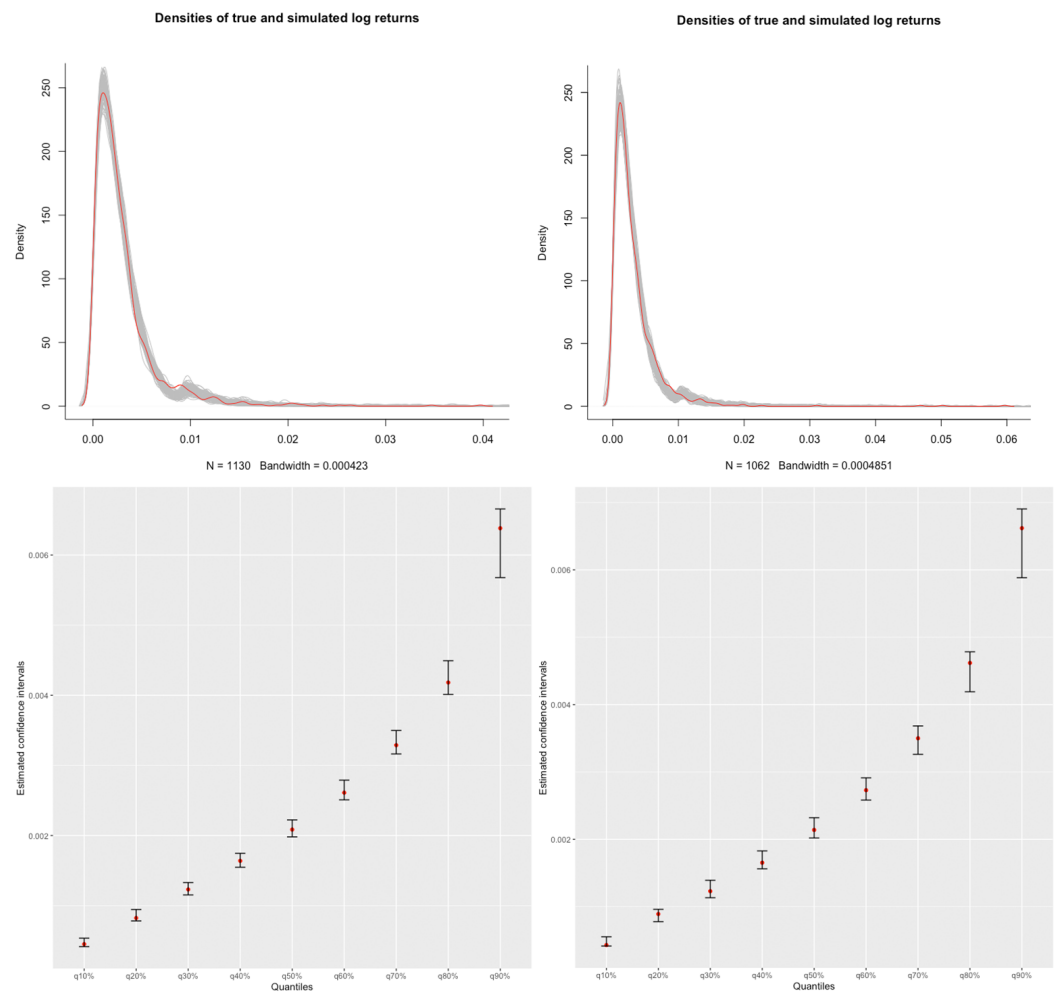 Densities of true and simulated log returns
Density
0
50
100
150
200
250
0.00 0.01 0.02 0.03 0.04
N = 1130 Bandwidth = 0.000423
Densities of true and simulated log returns
Density
0
50
100
150
200
250
0.00 0.01 0.02 0.03 0.04 0.05 0.06
N = 1062 Bandwidth = 0.0004851
Estimated confidence intervals
0.006
0.004
0.002
q10% q20% q30% q40% q50% q60% q70% q80% q90%
Quantiles
Estimated confidence intervals
0.006
0.004
0.002
q10% q20% q30% q40% q50% q60% q70% q80% q90%
Quantiles